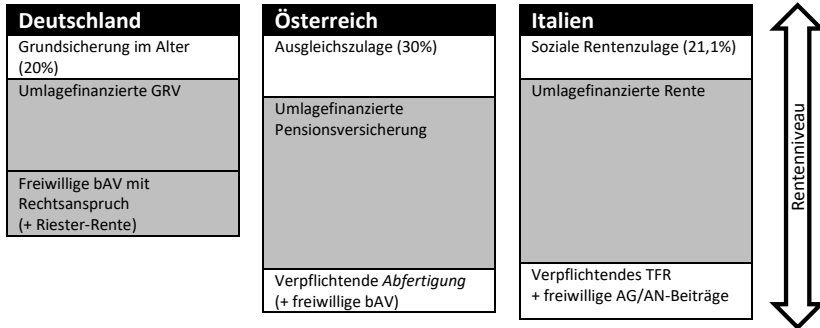 Deutschland
Grundsicherung im Alter
(20%)
Umlagefinanzierte GRV
Freiwillige bAV mit
Rechtsanspruch
(+ Riester-Rente)
Österreich
Ausgleichszulage (30%)
Umlagefinanzierte
Pensionsversicherung
Verpflichtende Abfertigung
(+ freiwillige bAV)
Italien
Soziale Rentenzulage (21,1%)
Umlagefinanzierte Rente
Verpflichtendes TFR
+ freiwillige AG/AN-Beiträge
Rentenniveau